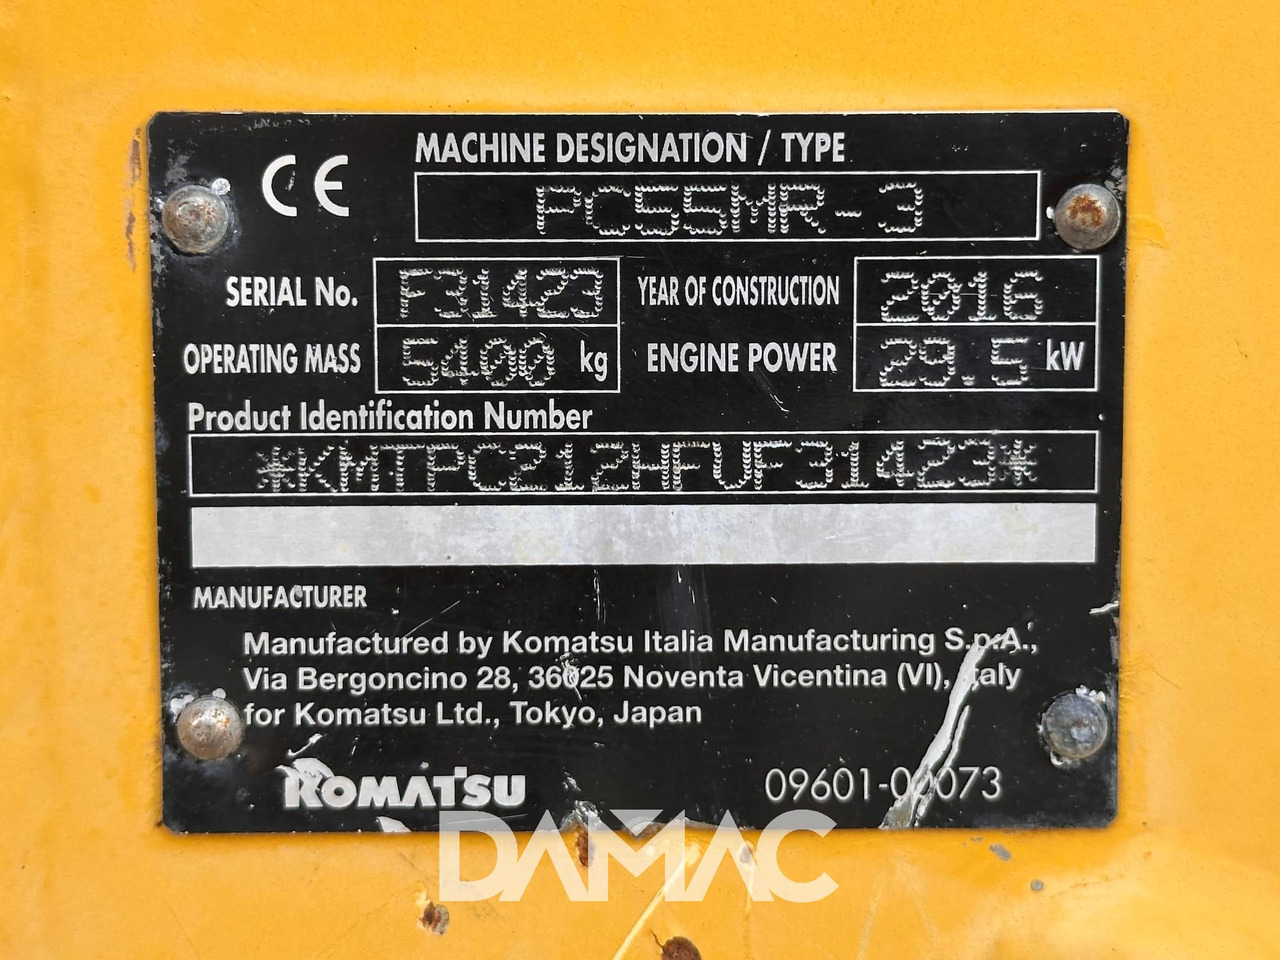 CE
MACHINE DESIGNATION / TYPE
PC55MR-3
SERIAL No. F31423 YEAR OF CONSTRUCTION 2016
OPERATING MASS 5400 kg ENGINE POWER 29.5 kW
Product Identification Number
*KMTPC212HFVF31423*
MANUFACTURER
Manufactured by Komatsu Italia Manufacturing S.p.A.,
Via Bergoncino 28, 36025 Noventa Vicentina (VI), Italy
for Komatsu Ltd., Tokyo, Japan
KOMATSU 09601-00073
DAMAC